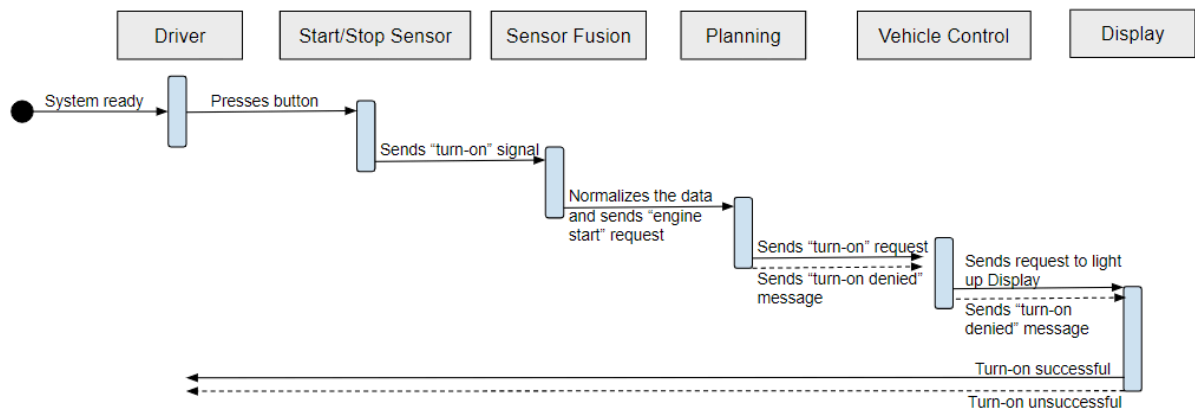 Driver
Start/Stop Sensor
Sensor Fusion
Planning
Vehicle Control
Display
System ready
Presses button
Sends “turn-on” signal
Normalizes the data
and sends “engine
start” request
Sends “turn-on” request
Sends “turn-on denied”
message
Sends request to light
up Display
Sends “turn-on
denied” message
Turn-on successful
Turn-on unsuccessful